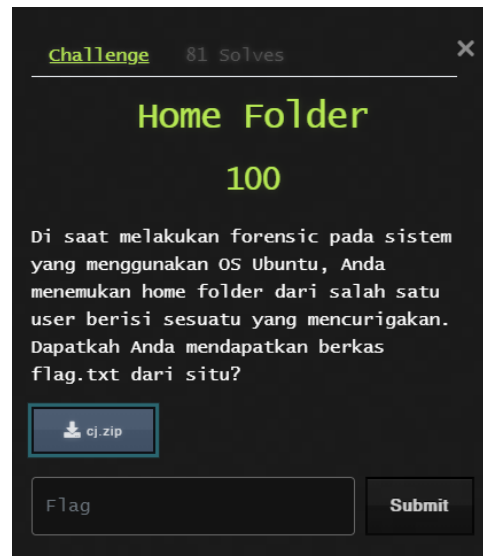 Challenge 81 Solves ×
Home Folder
100
Di saat melakukan forensic pada sistem
yang menggunakan OS Ubuntu, Anda
menemukan home folder dari salah satu
user berisi sesuatu yang mencurigakan.
Dapatkah Anda mendapatkan berkas
flag.txt dari situ?
cj.zip
Flag Submit